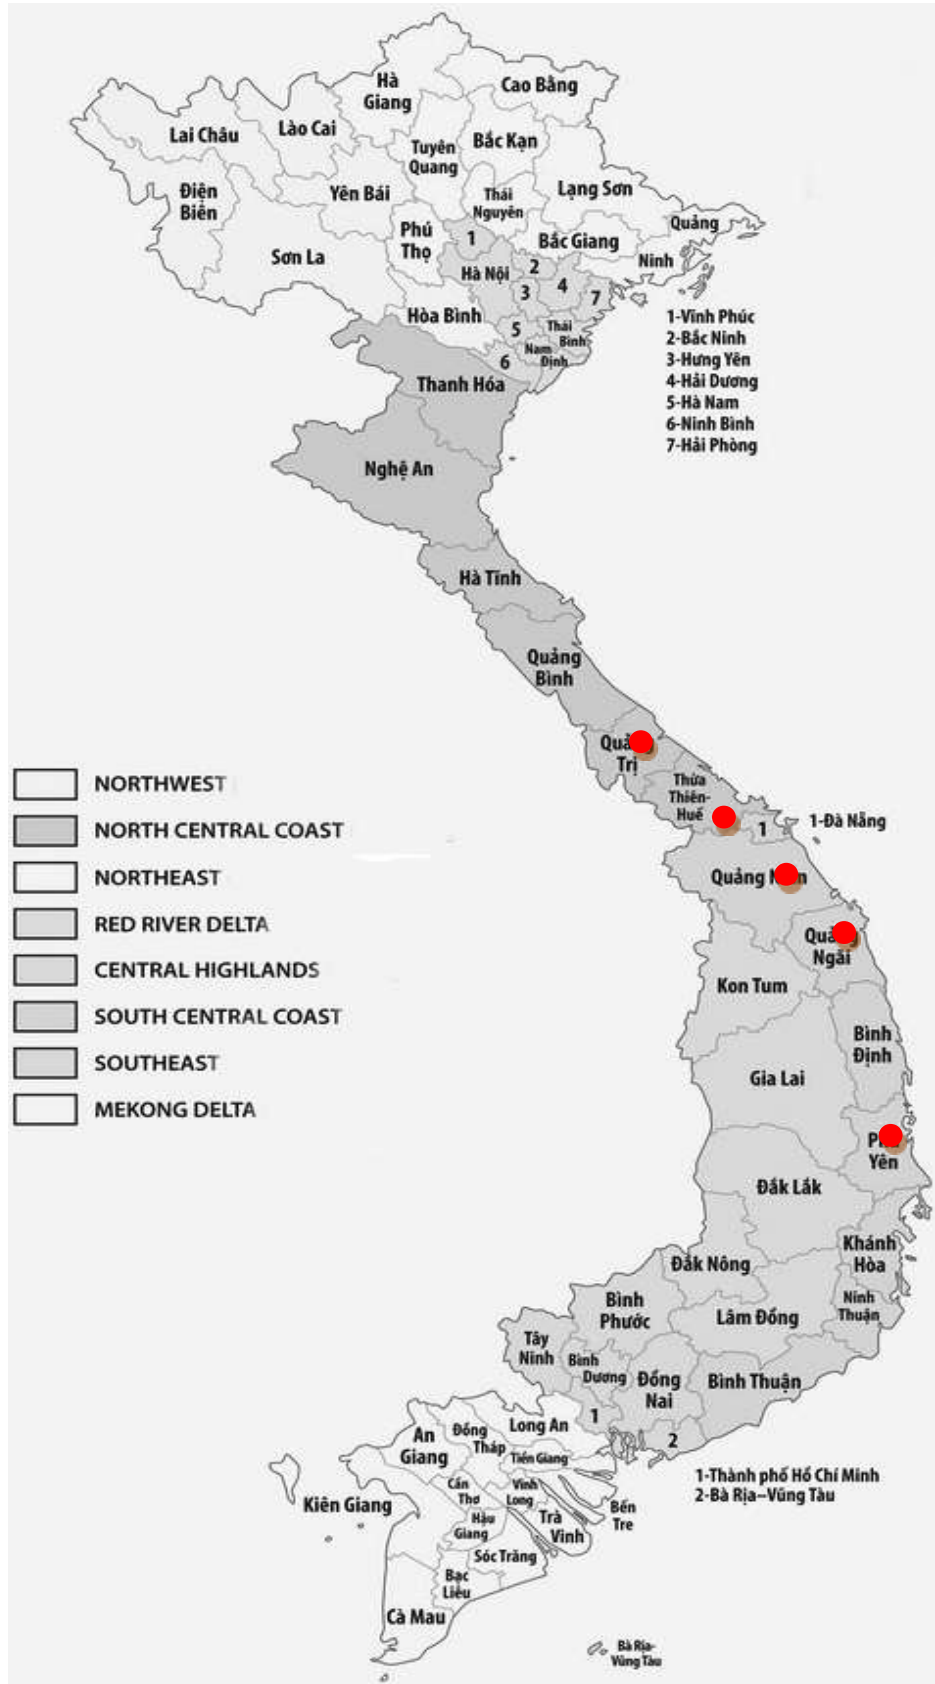 Hà
Giang
Cao Bằng
Lai Châu
Lào Cai
Tuyên
Quang
Bắc Kạn
Điện
Biên
Yên Bái
Thái
Nguyên
Lạng Sơn
Phú
Thọ
Quảng
Ninh
Bắc Giang
Sơn La
1
Hà Nội
2
3
4
7
Hòa Bình
5
Thái
Bình
Nam
Định
6
1-Vĩnh Phúc
2-Bắc Ninh
3-Hưng Yên
4-Hải Dương
5-Hà Nam
6-Ninh Bình
7-Hải Phòng
Thanh Hóa
Nghệ An
Hà Tĩnh
Quảng
Bình
Trị
Thừa
Thiên-
Huế
1
1-Đà Nẵng
NORTHWEST
NORTH CENTRAL COAST
NORTHEAST
RED RIVER DELTA
CENTRAL HIGHLANDS
SOUTH CENTRAL COAST
SOUTHEAST
MEKONG DELTA
Quảng
Ngãi
Kon Tum
Bình
Định
Gia Lai
Yên
Đắk Lắk
Khánh
Hòa
Đắk Nông
Bình
Phước
Lâm Đồng
Ninh
Thuận
Tây
Ninh
Bình
Dương
Đồng
Nai
Bình Thuận
1
2
1-Thành phố Hồ Chí Minh
2-Bà Rịa–Vũng Tàu
Long An
An
Giang
Đồng
Tháp
Tiền Giang
Cần
Thơ
Vĩnh
Long
Bến
Tre
Kiên Giang
Hậu
Giang
Trà
Vinh
Sóc Trăng
Bạc
Liêu
Cà Mau
Bà Rịa-
Vũng Tàu